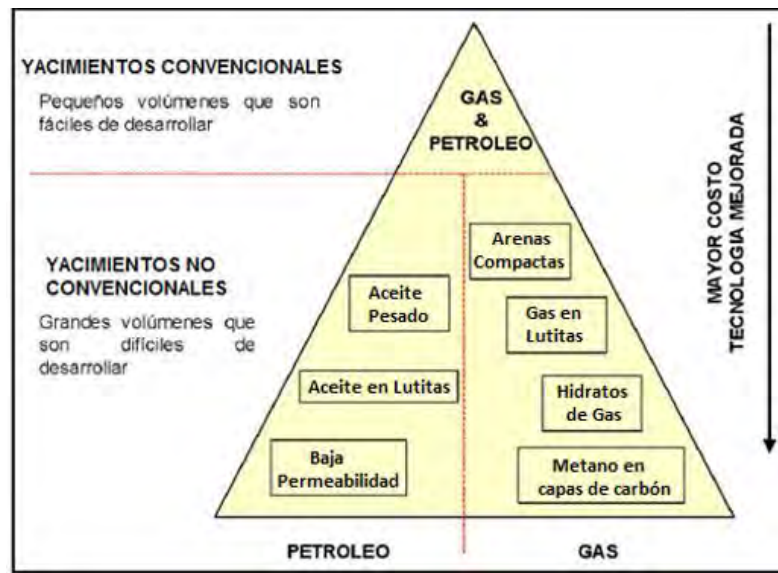 YACIMIENTOS CONVENCIONALES
Pequeños volúmenes que son
fáciles de desarrollar
GAS
&
PETROLEO
YACIMIENTOS NO
CONVENCIONALES
Grandes volúmenes que
son difíciles de
desarrollar
Arenas
Compactas
Aceite
Pesado
Gas en
Lutitas
Aceite en Lutitas
Hidratos
de Gas
Baja
Permeabilidad
Metano en
capas de carbón
PETROLEO
GAS
MAYOR COSTO
TECNOLOGIA MEJORADA